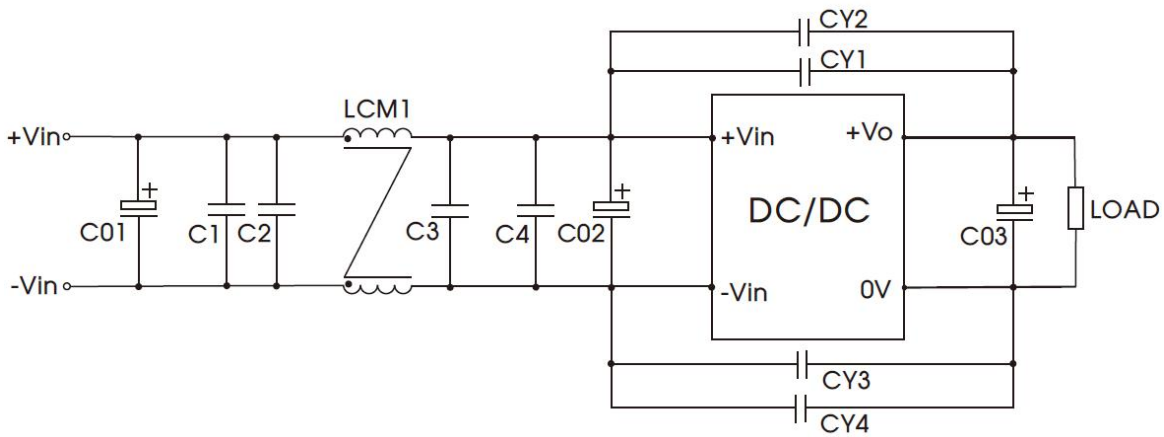 CY2
CY1
LCM1
+Vin
+Vin
+Vo
+
+
+
DC/DC
LOAD
C01
C1
C2
C3
C4
C02
C03
-Vin
-Vin
0V
CY3
CY4